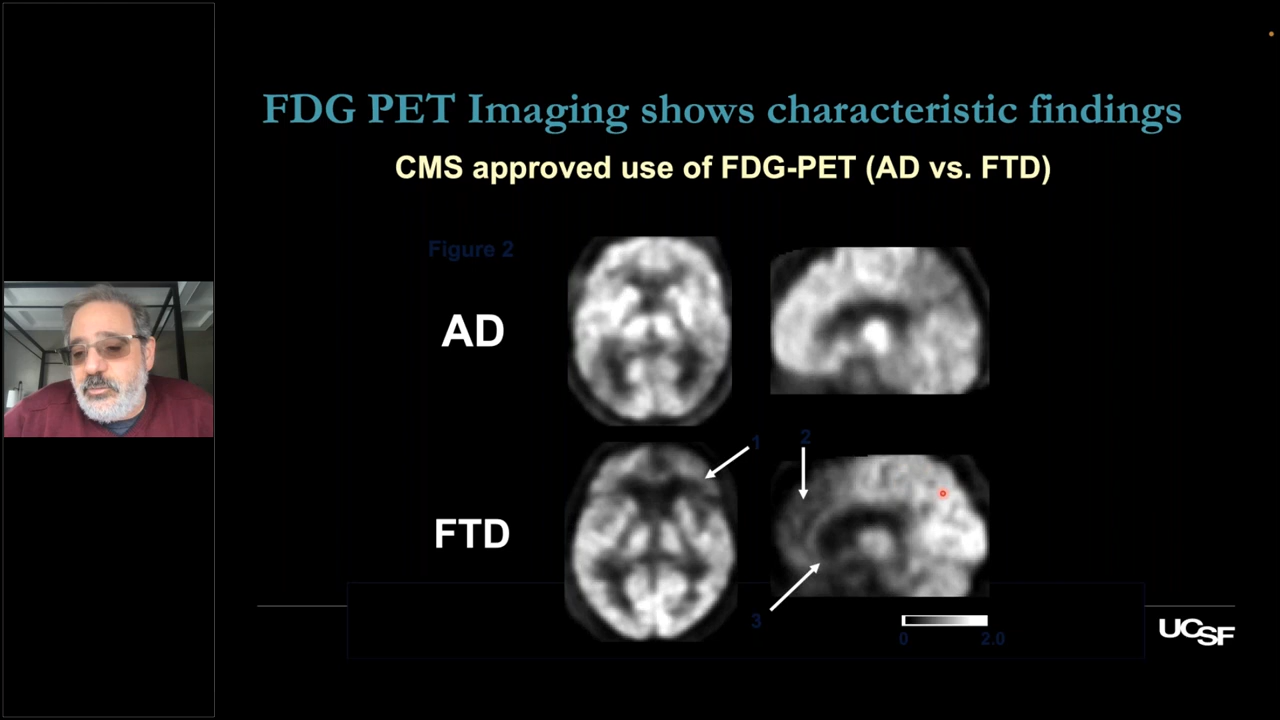 FDG PET Imaging shows characteristic findings
CMS approved use of FDG-PET (AD vs. FTD)
Figure 2
AD
1
2
FTD
3
0
2.0
UCSF